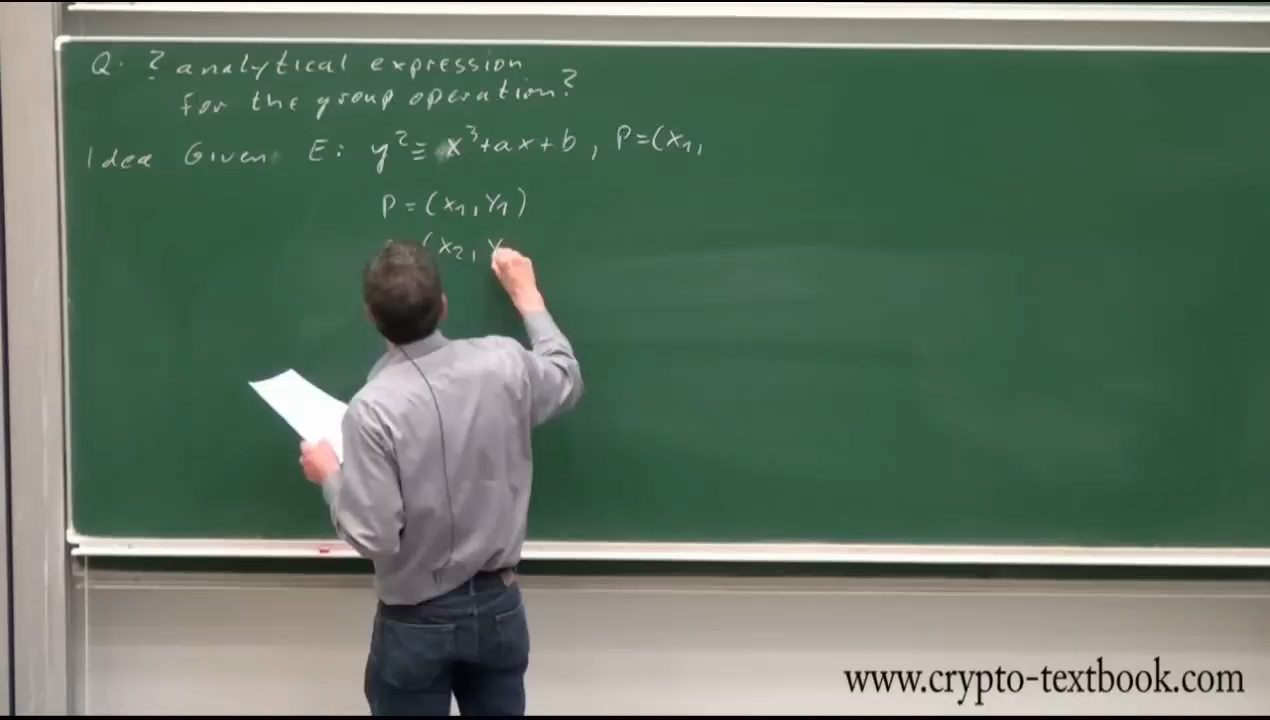 Q: ? analytical expression
for the group operation?
Idea Given E: y² ≡ x³+ax+b, P=(x₁,
P = (x₁, y₁)
(x₂, y
www.crypto-textbook.com